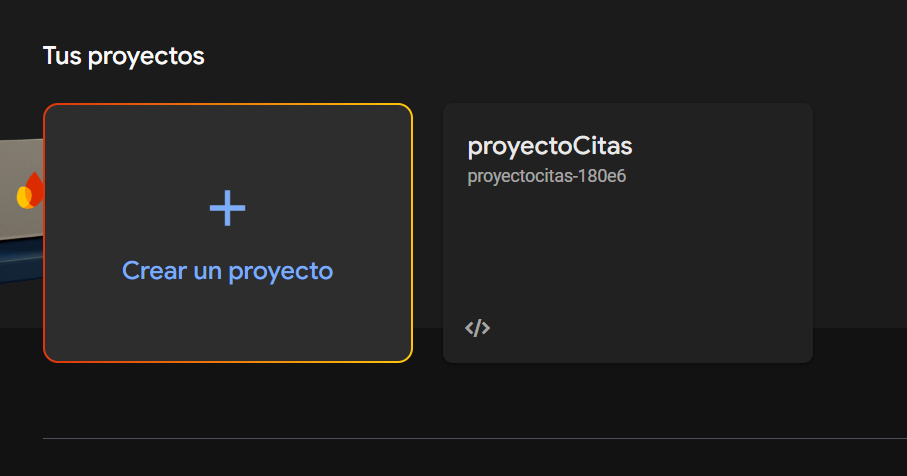 Tus proyectos
Crear un proyecto
proyectoCitas
proyectocitas-180e6